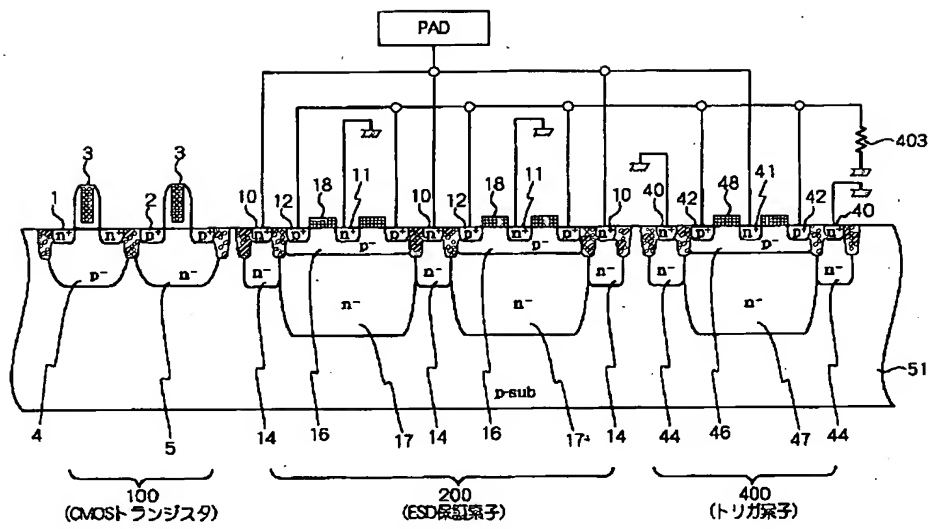 PAD
403
3 3 11 11 48 41
1 2 10 12 18 10 12 18 10 40 42 42 40
n⁺ n⁺ p⁺ p⁺ n⁺ n⁺ p⁺ n⁺ p⁺ n⁺ n⁺ p⁺ n⁺ n⁺ p⁺ n⁺
p⁻ n⁻ n⁻ p⁻ n⁻ p⁻ n⁻ n⁻ p⁻ n⁻
n⁻ n⁻ n⁻
p-sub
51
4 5 14 16 17 14 16 17 14 44 46 47 44
100 200 400
(CMOSトランジスタ) (ESD保証素子) (トリガ素子)